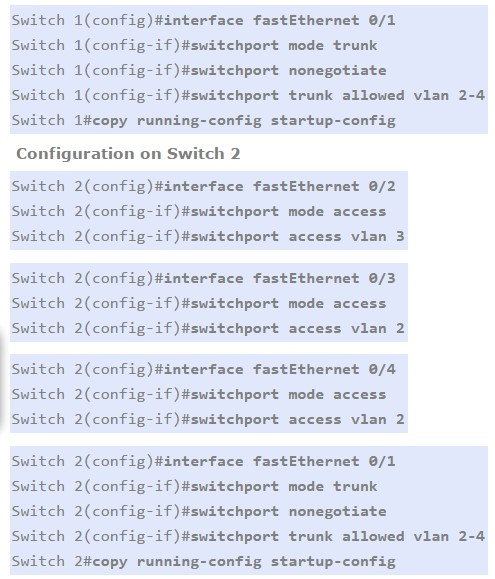 Switch 1(config)#interface fastEthernet 0/1
Switch 1(config-if)#switchport mode trunk
Switch 1(config-if)#switchport nonegotiate
Switch 1(config-if)#switchport trunk allowed vlan 2-4
Switch 1#copy running-config startup-config
Configuration on Switch 2
Switch 2(config)#interface fastEthernet 0/2
Switch 2(config-if)#switchport mode access
Switch 2(config-if)#switchport access vlan 3
Switch 2(config)#interface fastEthernet 0/3
Switch 2(config-if)#switchport mode access
Switch 2(config-if)#switchport access vlan 2
Switch 2(config)#interface fastEthernet 0/4
Switch 2(config-if)#switchport mode access
Switch 2(config-if)#switchport access vlan 2
Switch 2(config)#interface fastEthernet 0/1
Switch 2(config-if)#switchport mode trunk
Switch 2(config-if)#switchport nonegotiate
Switch 2(config-if)#switchport trunk allowed vlan 2-4
Switch 2#copy running-config startup-config